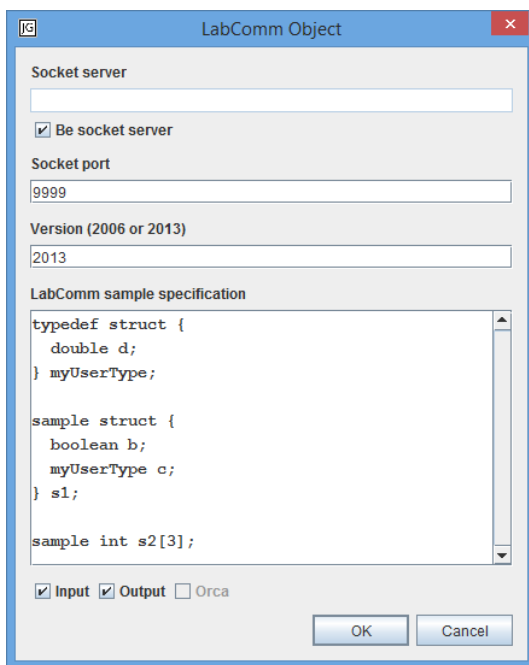 JG LabComm Object
Socket server
Be socket server
Socket port
9999
Version (2006 or 2013)
2013
LabComm sample specification
typedef struct {
  double d;
} myUserType;

sample struct {
  boolean b;
  myUserType c;
} s1;

sample int s2[3];
Input Output Orca
OK Cancel